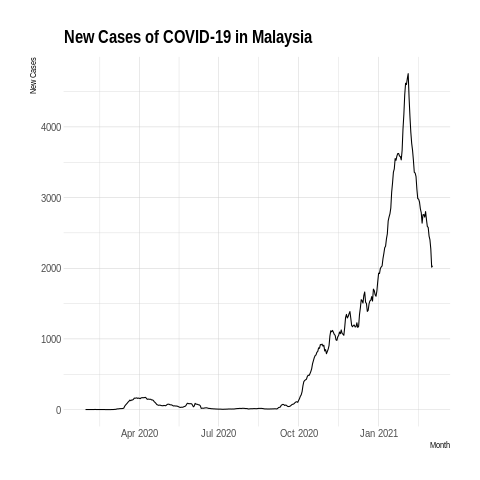 New Cases of COVID-19 in Malaysia
New Cases
4000
3000
2000
1000
0
Apr 2020 Jul 2020 Oct 2020 Jan 2021
Month